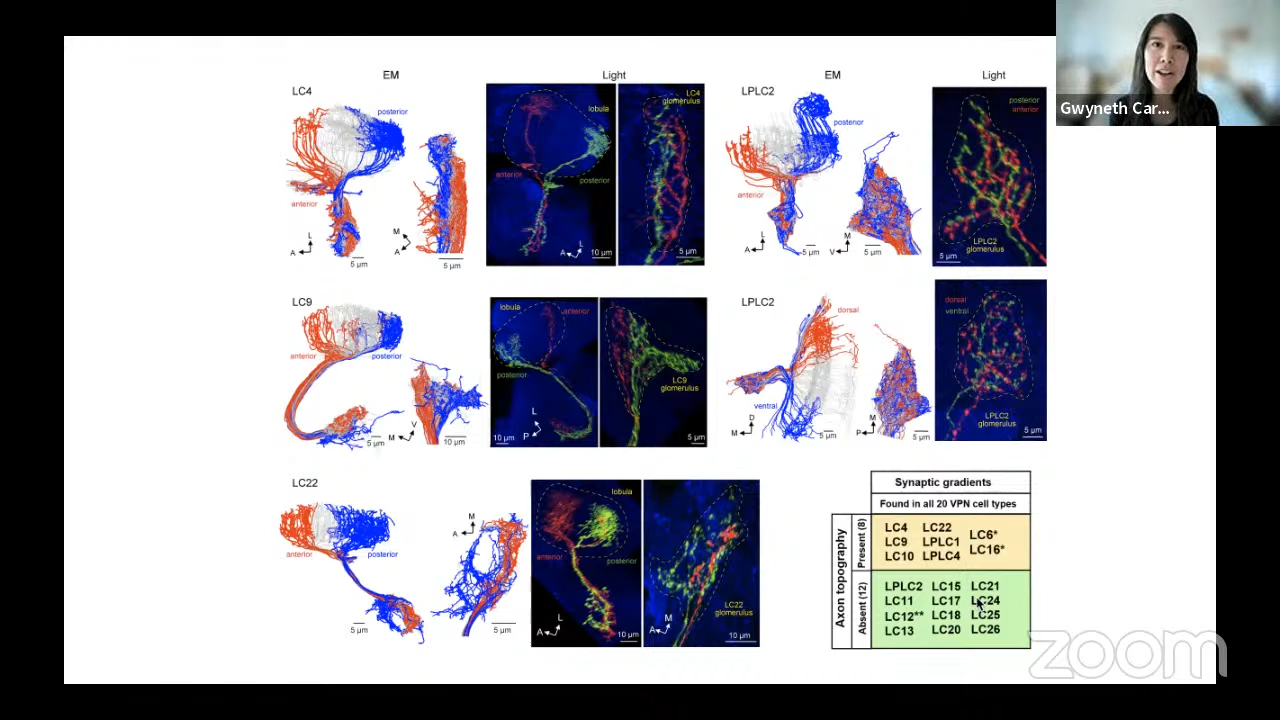 Gwyneth Car...
EM
Light
LC4
posterior
anterior
L
A
5 µm
M
A
5 µm
lobula
anterior
posterior
A
L
10 µm
LC4
glomerulus
5 µm
EM
Light
LPLC2
posterior
anterior
L
A
5 µm
M
V
5 µm
posterior
anterior
LPLC2
glomerulus
5 µm
LC9
anterior
posterior
5 µm
V
M
10 µm
lobula
anterior
posterior
L
P
10 µm
LC9
glomerulus
5 µm
LPLC2
dorsal
ventral
D
M
5 µm
M
P
5 µm
dorsal
ventral
LPLC2
glomerulus
5 µm
LC22
anterior
posterior
5 µm
M
A
5 µm
lobula
anterior
posterior
L
A
10 µm
LC22
glomerulus
M
A
10 µm
Synaptic gradients
Found in all 20 VPN cell types
Axon topography
Present (8)
LC4 LC22 LC6*
LC9 LPLC1 LC16*
LC10 LPLC4
Absent (12)
LPLC2 LC15 LC21
LC11 LC17 LC24
LC12** LC18 LC25
LC13 LC20 LC26
zoom